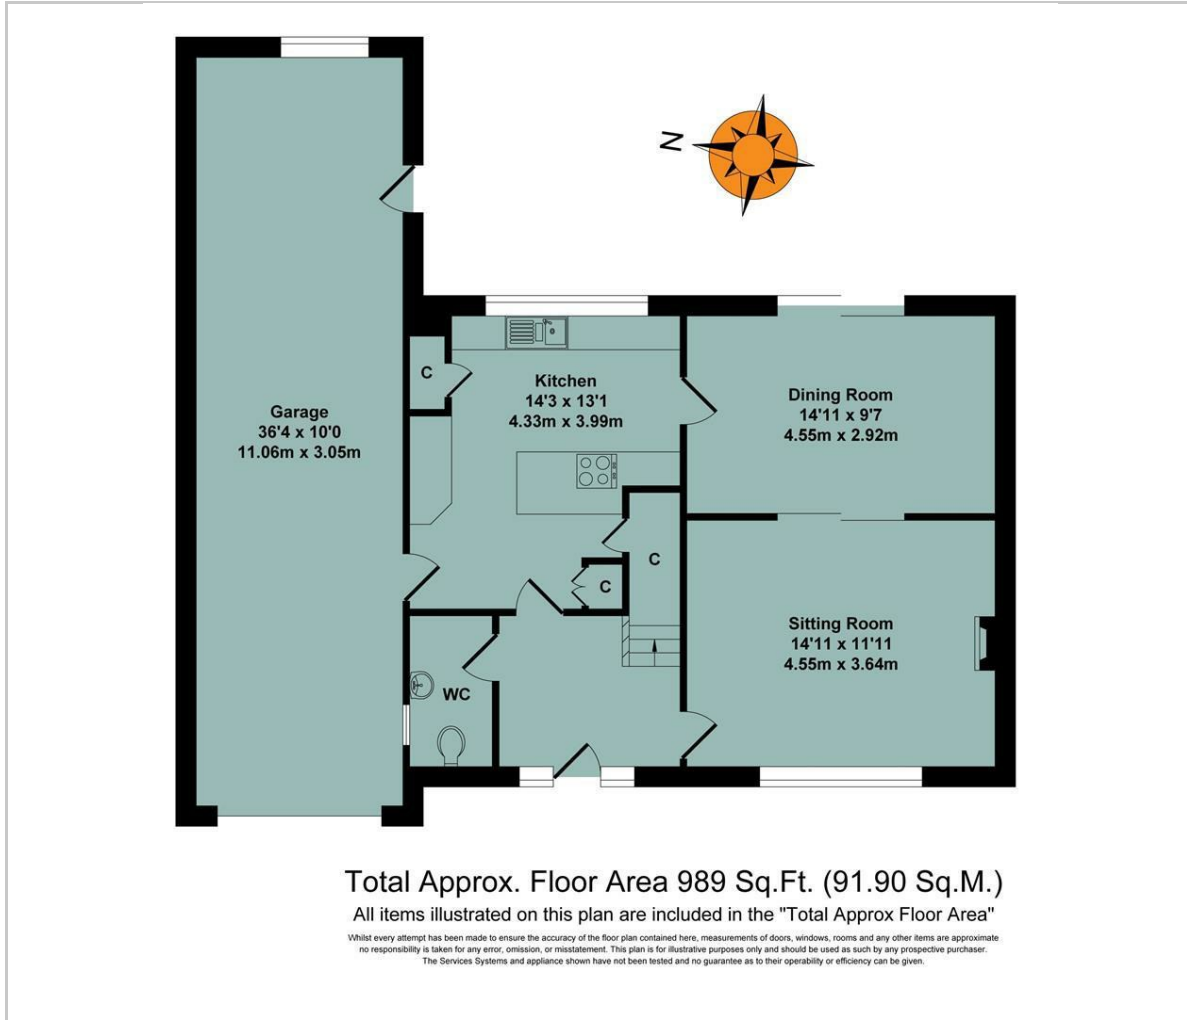 N
Garage
36'4 x 10'0
11.06m x 3.05m
C
Kitchen
14'3 x 13'1
4.33m x 3.99m
Dining Room
14'11 x 9'7
4.55m x 2.92m
C
C
Sitting Room
14'11 x 11'11
4.55m x 3.64m
WC
Total Approx. Floor Area 989 Sq.Ft. (91.90 Sq.M.)
All items illustrated on this plan are included in the "Total Approx Floor Area"
Whilst every attempt has been made to ensure the accuracy of the floor plan contained here, measurements of doors, windows, rooms and any other items are approximate
no responsibility is taken for any error, omission, or misstatement. This plan is for illustrative purposes only and should be used as such by any prospective purchaser.
The Services Systems and appliance shown have not been tested and no guarantee as to their operability or efficiency can be given.